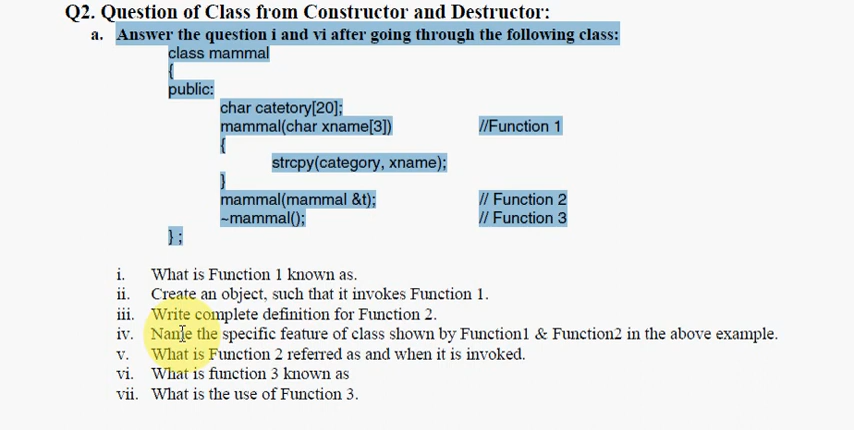 Q2. Question of Class from Constructor and Destructor:
a. Answer the question i and vi after going through the following class:
class mammal
{
public:
char catetory[20];
mammal(char xname[3]) //Function 1
{
strcpy(category, xname);
}
mammal(mammal &t); // Function 2
~mammal(); // Function 3
} ;
i. What is Function 1 known as.
ii. Create an object, such that it invokes Function 1.
iii. Write complete definition for Function 2.
iv. Name the specific feature of class shown by Function1 & Function2 in the above example.
v. What is Function 2 referred as and when it is invoked.
vi. What is function 3 known as
vii. What is the use of Function 3.